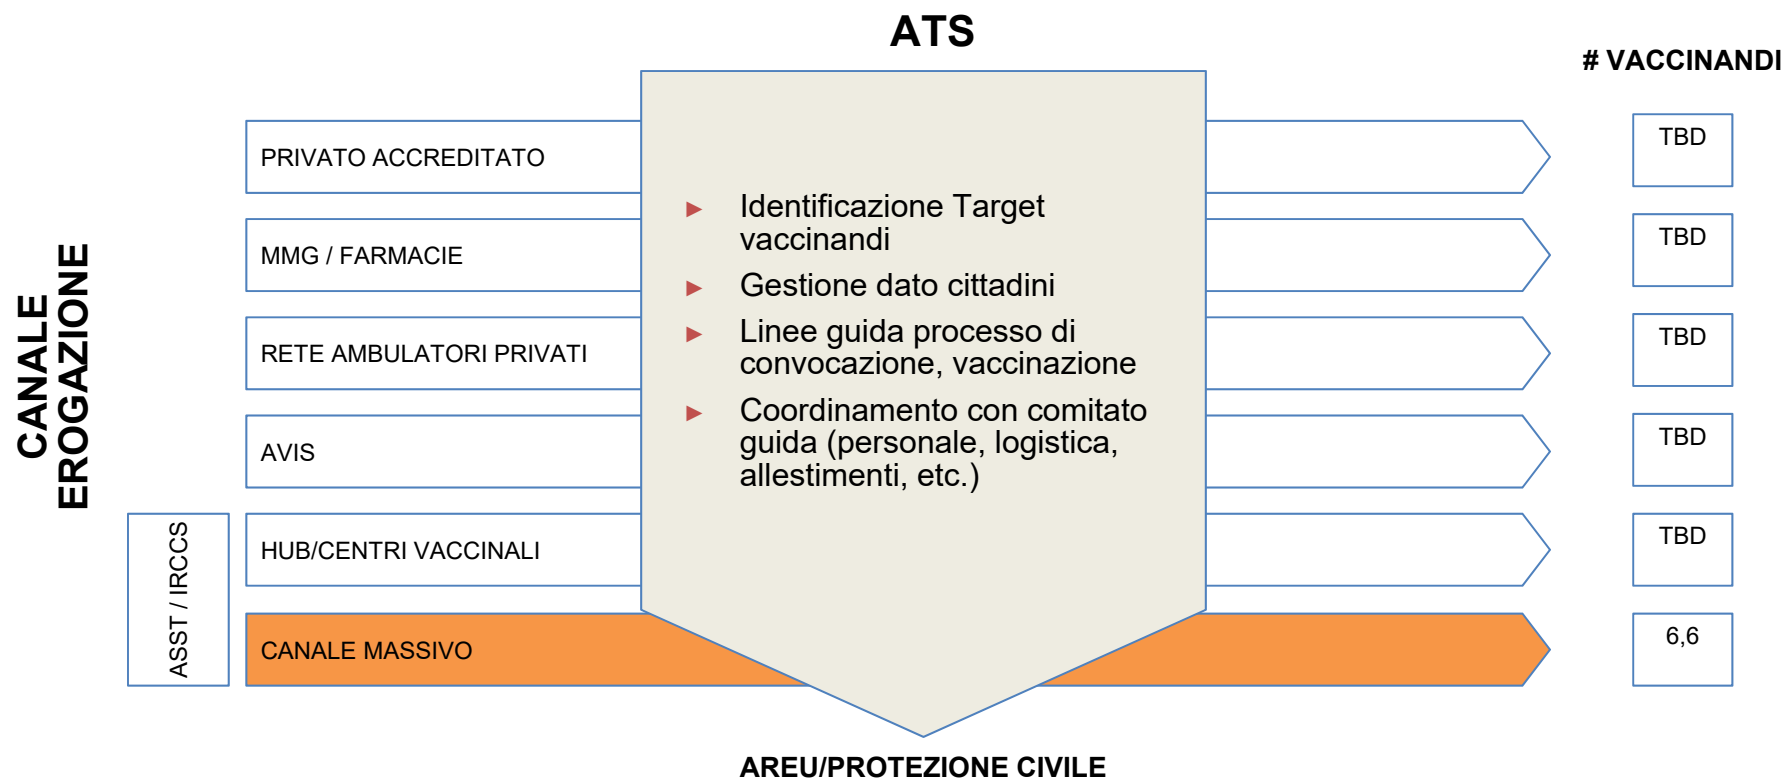 ATS
# VACCINANDI
CANALE
EROGAZIONE
PRIVATO ACCREDITATO
TBD
MMG / FARMACIE
TBD
RETE AMBULATORI PRIVATI
TBD
AVIS
TBD
ASST / IRCCS
HUB/CENTRI VACCINALI
TBD
CANALE MASSIVO
6,6
► Identificazione Target
vaccinandi
► Gestione dato cittadini
► Linee guida processo di
convocazione, vaccinazione
► Coordinamento con comitato
guida (personale, logistica,
allestimenti, etc.)
AREU/PROTEZIONE CIVILE